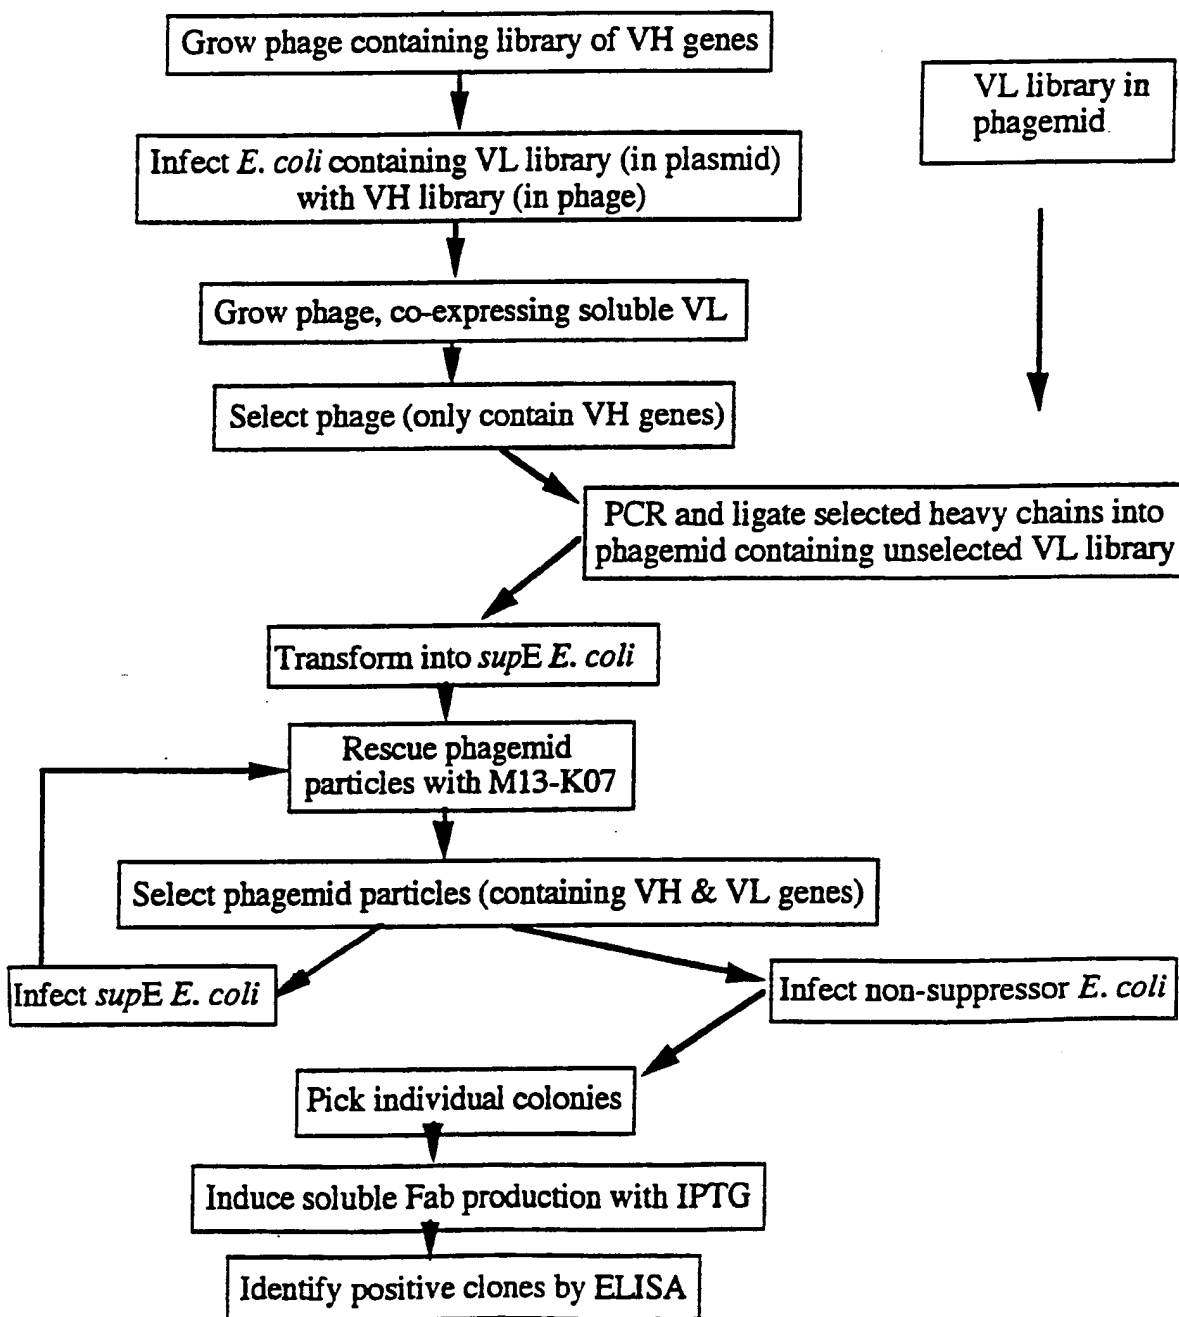 Grow phage containing library of VH genes
VL library in
phagemid
Infect E. coli containing VL library (in plasmid)
with VH library (in phage)
Grow phage, co-expressing soluble VL
Select phage (only contain VH genes)
PCR and ligate selected heavy chains into
phagemid containing unselected VL library
Transform into supE E. coli
Rescue phagemid
particles with M13-K07
Select phagemid particles (containing VH & VL genes)
Infect supE E. coli
Infect non-suppressor E. coli
Pick individual colonies
Induce soluble Fab production with IPTG
Identify positive clones by ELISA